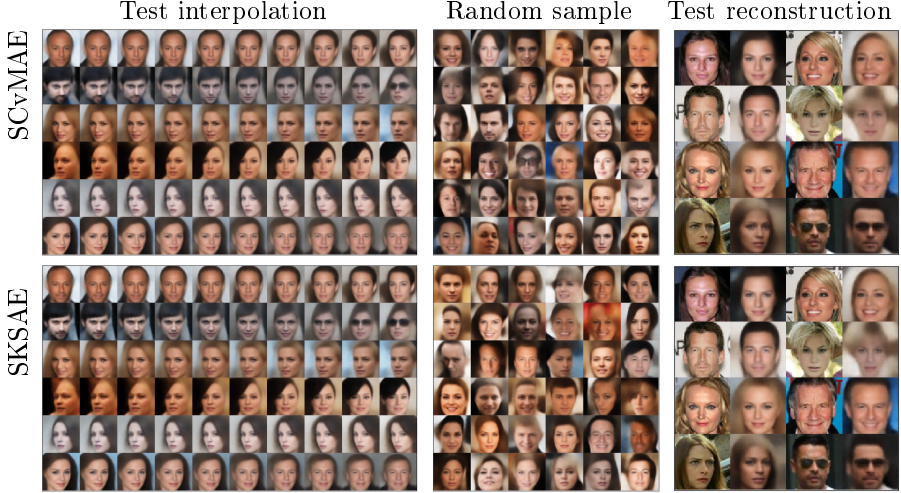 Test interpolation
Random sample
Test reconstruction
SCvMAE
SKSAE